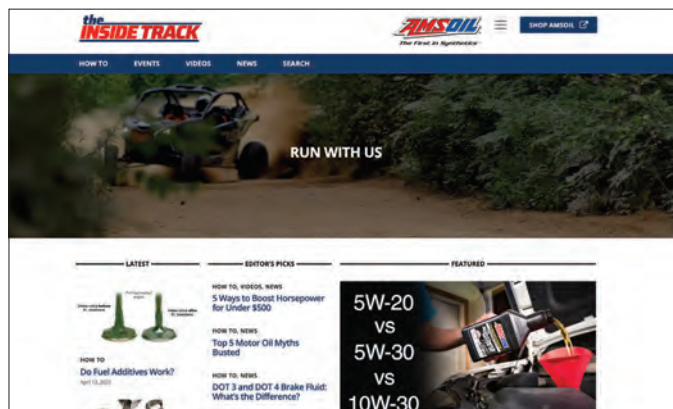 the
INSIDE TRACK
AMSOIL
The First in Synthetics
SHOP AMSOIL
HOW TO
EVENTS
VIDEOS
NEWS
SEARCH
RUN WITH US
LATEST
HOW TO
Do Fuel Additives Work?
April 13, 2023
EDITOR'S PICKS
HOW TO, VIDEOS, NEWS
5 Ways to Boost Horsepower
for Under $500
HOW TO, NEWS
Top 5 Motor Oil Myths
Busted
HOW TO, NEWS
DOT 3 and DOT 4 Brake Fluid:
What's the Difference?
FEATURED
5W-20
vs
5W-30
vs
10W-30